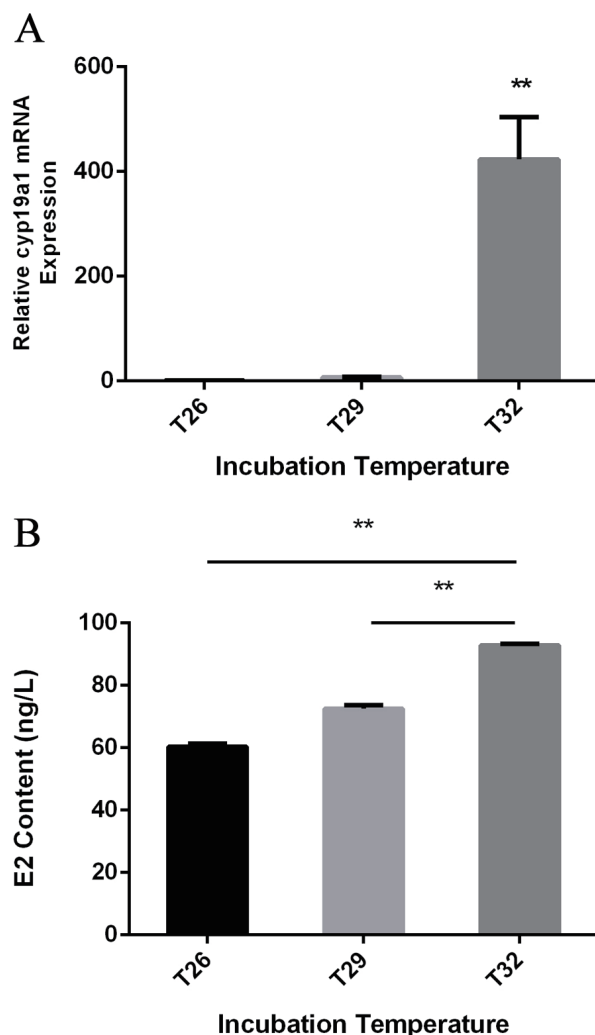 A
Relative cyp19a1 mRNA
Expression
600
400
200
0
**
T26
T29
T32
Incubation Temperature
B
**
**
E2 Content (ng/L)
100
80
60
40
20
0
T26
T29
T32
Incubation Temperature